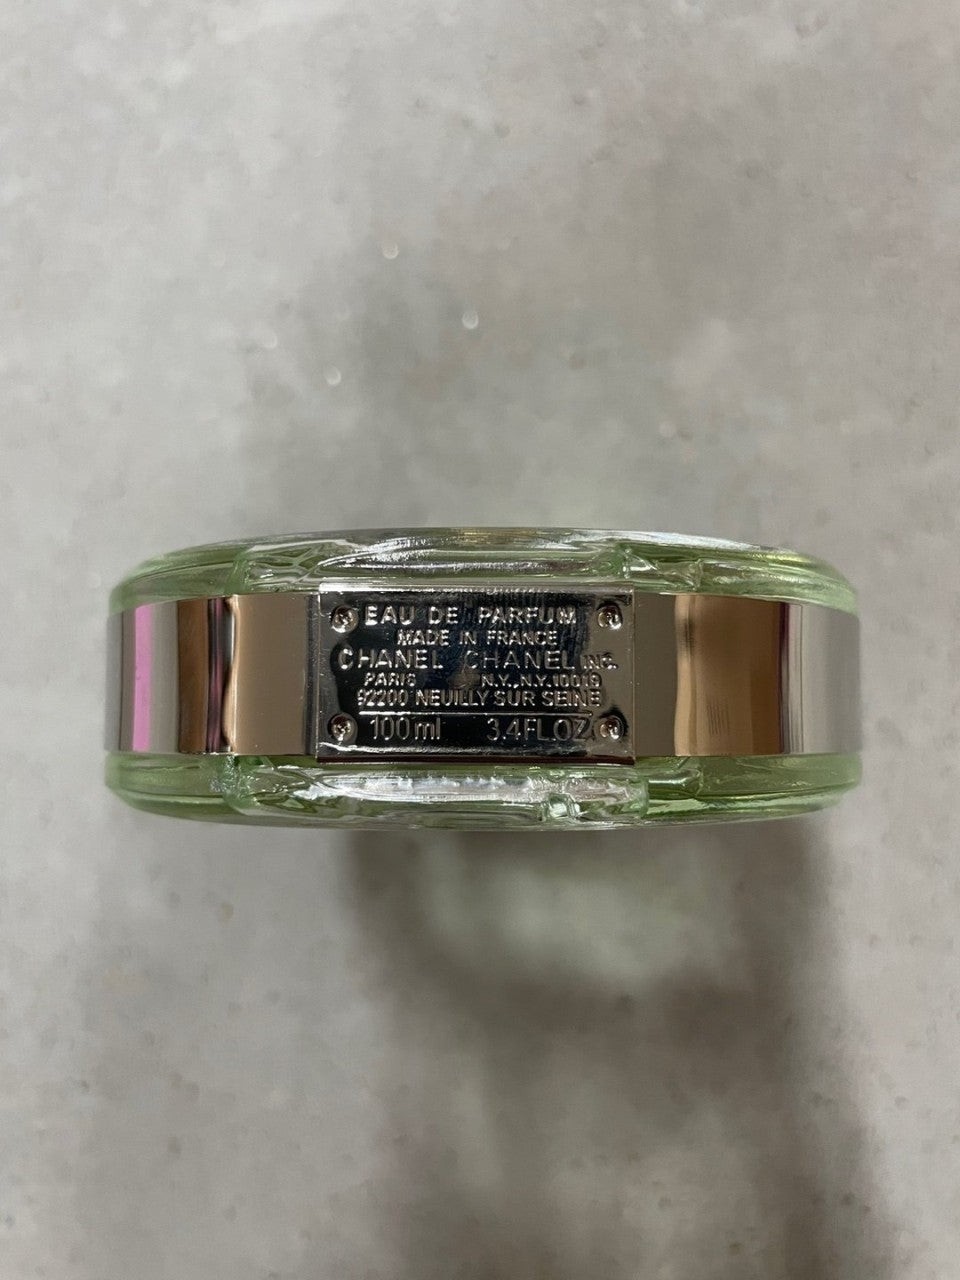 EAU DE PARFUM
MADE IN FRANCE
CHANEL CHANEL INC.
PARIS N.Y., N.Y. 10019
92200 NEUILLY SUR SEINE
100ml 3.4FL.OZ.